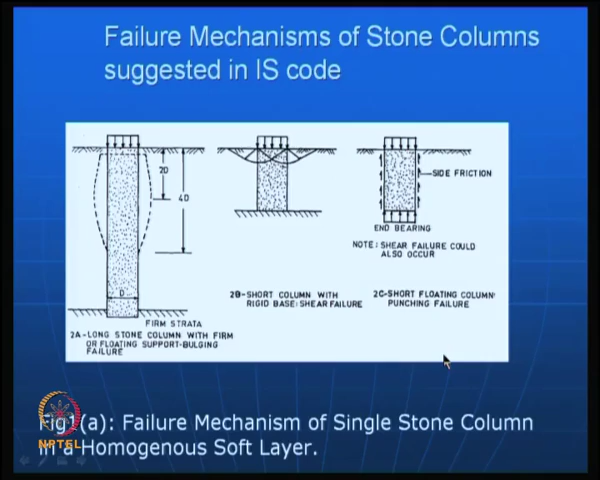 Failure Mechanisms of Stone Columns
suggested in IS code
2D
4D
D
FIRM STRATA
2A-LONG STONE COLUMN WITH FIRM
OR FLOATING SUPPORT-BULGING
FAILURE
2B-SHORT COLUMN WITH
RIGID BASE:SHEAR FAILURE
SIDE FRICTION
END BEARING
NOTE: SHEAR FAILURE COULD
ALSO OCCUR
2C-SHORT FLOATING COLUMN
PUNCHING FAILURE
Fig1(a): Failure Mechanism of Single Stone Column
in a Homogenous Soft Layer.
NPTEL